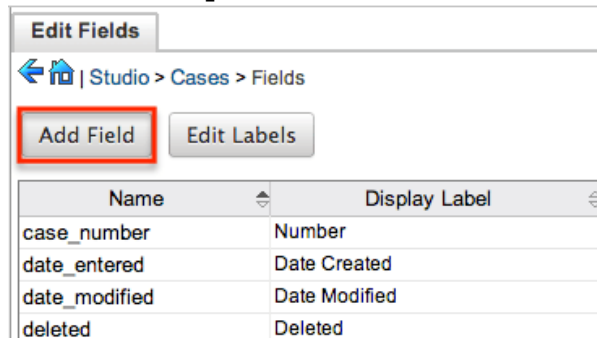 Edit Fields
| Studio > Cases > Fields
Add Field Edit Labels
Name Display Label
case_number Number
date_entered Date Created
date_modified Date Modified
deleted Deleted